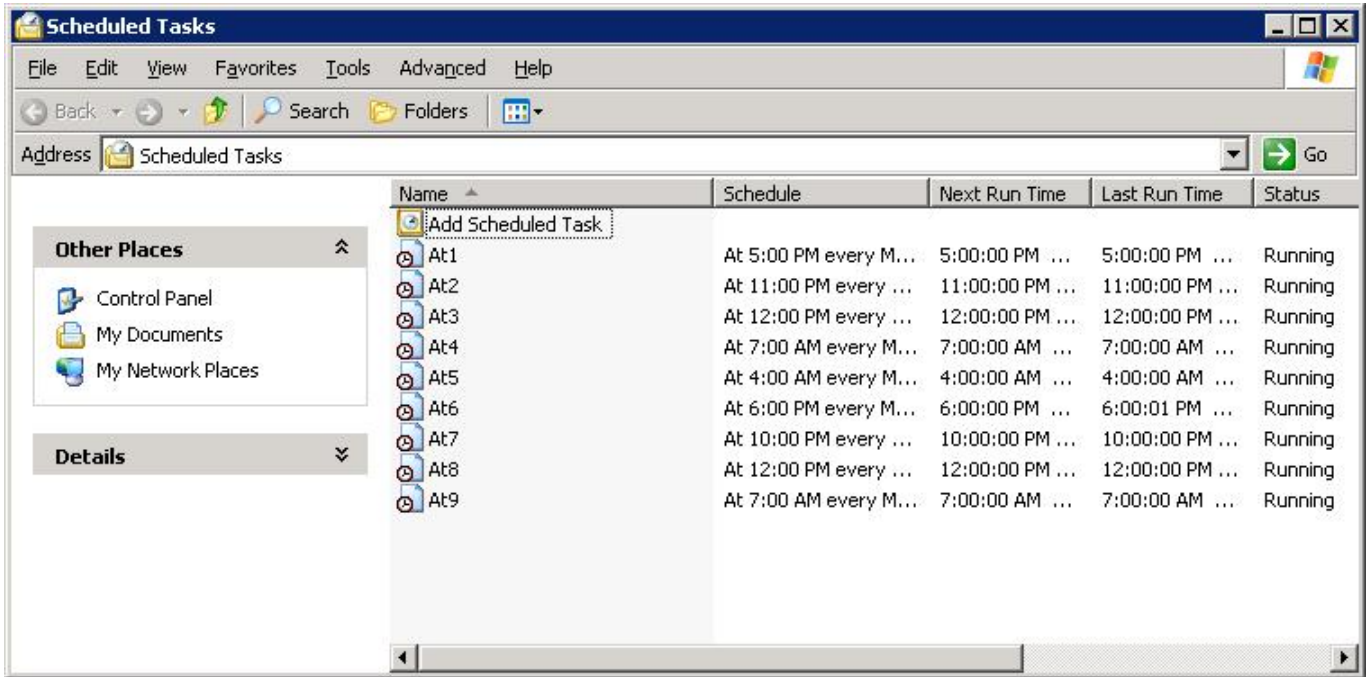 Scheduled Tasks
File Edit View Favorites Tools Advanced Help
Back Search Folders
Address Scheduled Tasks Go
Other Places
Control Panel
My Documents
My Network Places
Details
Name Schedule Next Run Time Last Run Time Status
Add Scheduled Task
At1 At 5:00 PM every M... 5:00:00 PM ... 5:00:00 PM ... Running
At2 At 11:00 PM every ... 11:00:00 PM ... 11:00:00 PM ... Running
At3 At 12:00 PM every ... 12:00:00 PM ... 12:00:00 PM ... Running
At4 At 7:00 AM every M... 7:00:00 AM ... 7:00:00 AM ... Running
At5 At 4:00 AM every M... 4:00:00 AM ... 4:00:00 AM ... Running
At6 At 6:00 PM every M... 6:00:00 PM ... 6:00:01 PM ... Running
At7 At 10:00 PM every ... 10:00:00 PM ... 10:00:00 PM ... Running
At8 At 12:00 PM every ... 12:00:00 PM ... 12:00:00 PM ... Running
At9 At 7:00 AM every M... 7:00:00 AM ... 7:00:00 AM ... Running